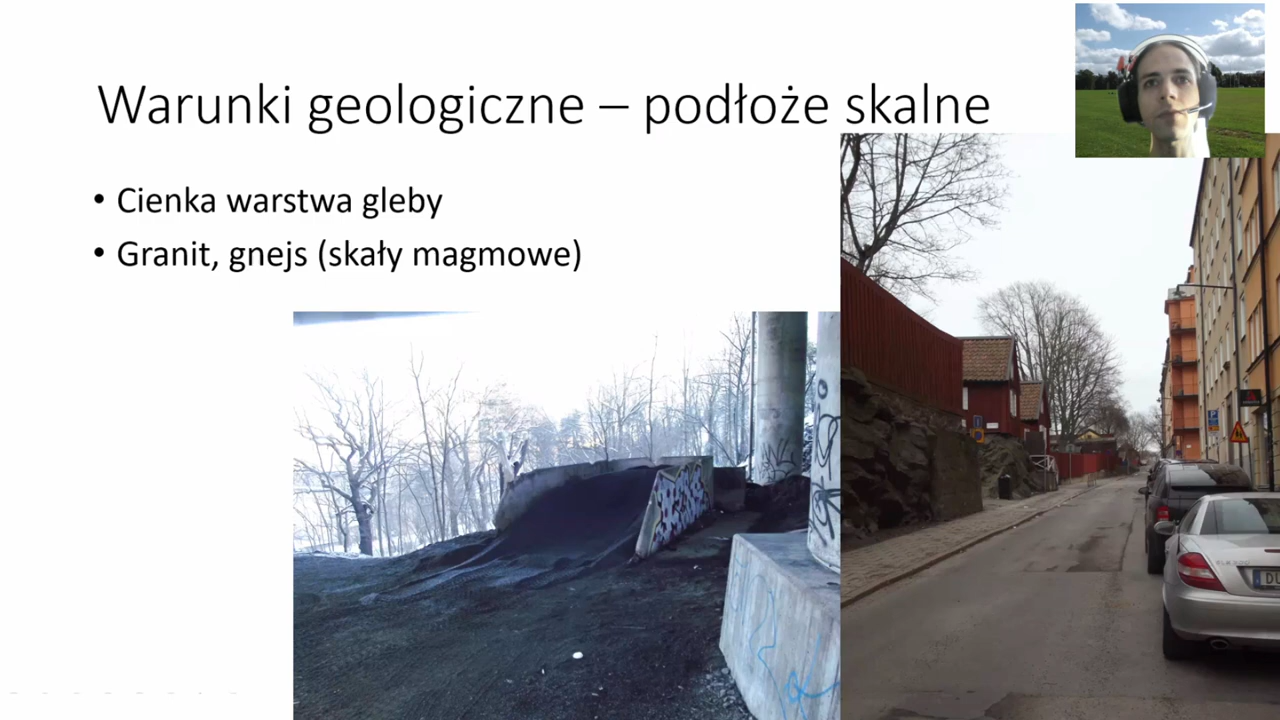 Warunki geologiczne – podłoże skalne
• Cienka warstwa gleby
• Granit, gnejs (skały magmowe)